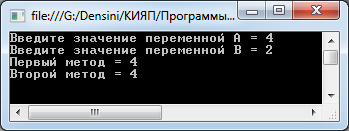 file:///G:/Densini/КИЯП/Программы...
Введите значение переменной A = 4
Введите значение переменной B = 2
Первый метод = 4
Второй метод = 4